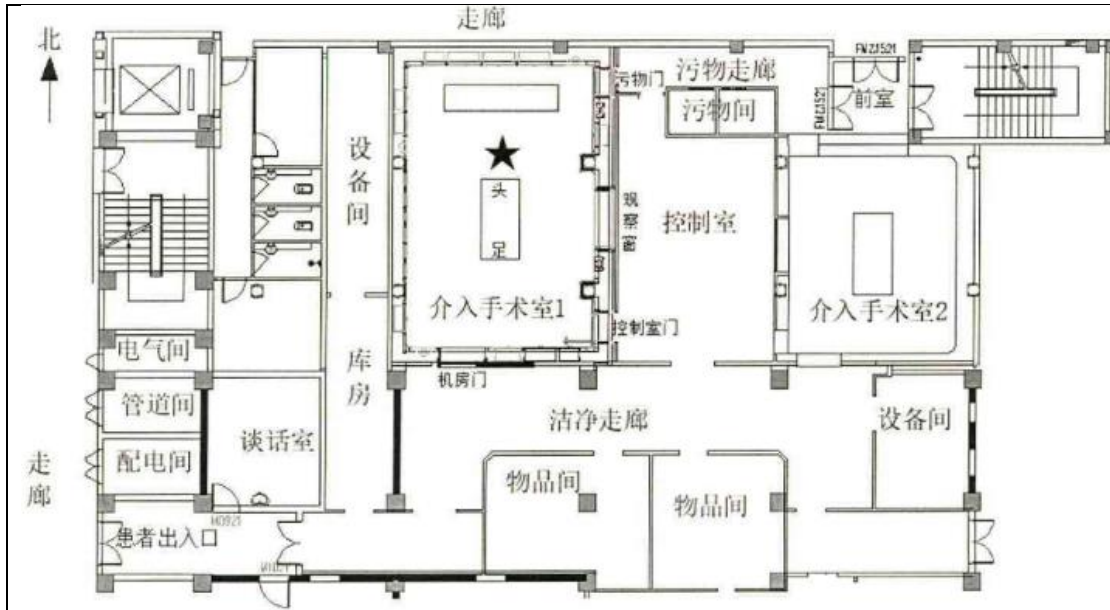 走廊
北
FMZJ521
污物走廊
污物门
污物间
前室
FMZJ521
设备间
头
足
观察窗
控制室
介入手术室1
介入手术室2
控制室门
电气间
机房门
库房
管道间
谈话室
洁净走廊
设备间
走廊
配电间
物品间
物品间
M0921
患者出入口